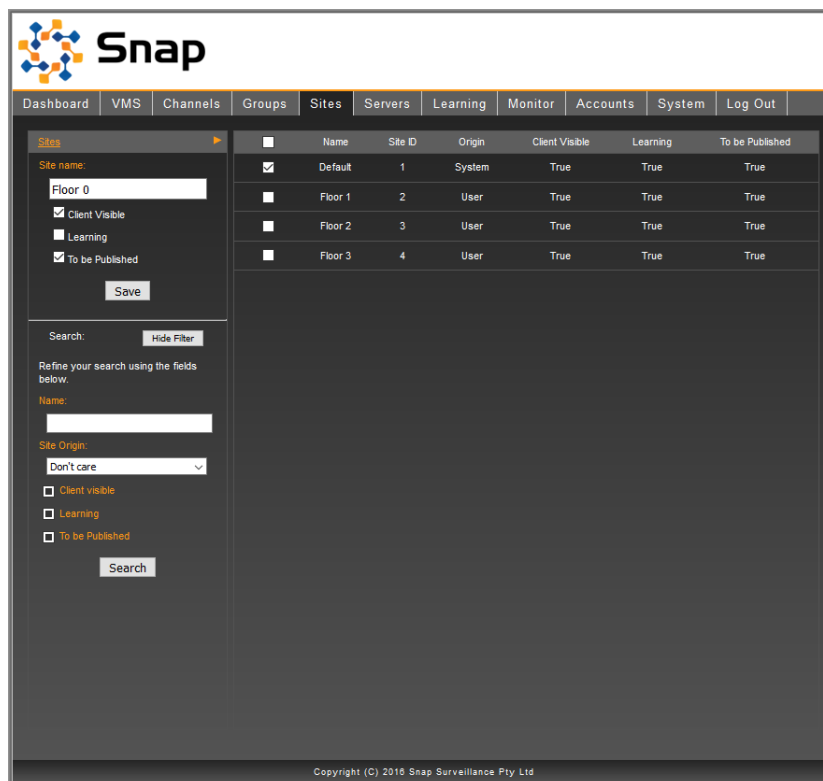 Snap
Dashboard VMS Channels Groups Sites Servers Learning Monitor Accounts System Log Out
Sites
Site name:
Floor 0
Client Visible
Learning
To be Published
Save
Search: Hide Filter
Refine your search using the fields
below.
Name:
Site Origin:
Don't care
Client visible
Learning
To be Published
Search
Name Site ID Origin Client Visible Learning To be Published
Default 1 System True True True
Floor 1 2 User True True True
Floor 2 3 User True True True
Floor 3 4 User True True True
Copyright (C) 2016 Snap Surveillance Pty Ltd